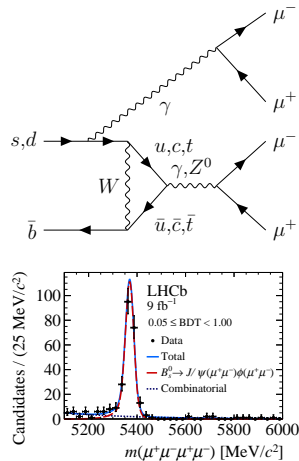 μ⁻
μ⁺
γ
s,d
u,c,t
γ,Z⁰
μ⁻
W
b̄
ū,c̄,t̄
μ⁺
LHCb
9 fb⁻¹
0.05 ≤ BDT < 1.00
Data
Total
B⁰ₛ → J/ψ(μ⁺μ⁻)ϕ(μ⁺μ⁻)
Combinatorial
Candidates / (25 MeV/c²)
100
80
60
40
20
0
5200 5400 5600 5800 6000
m(μ⁺μ⁻μ⁺μ⁻) [MeV/c²]